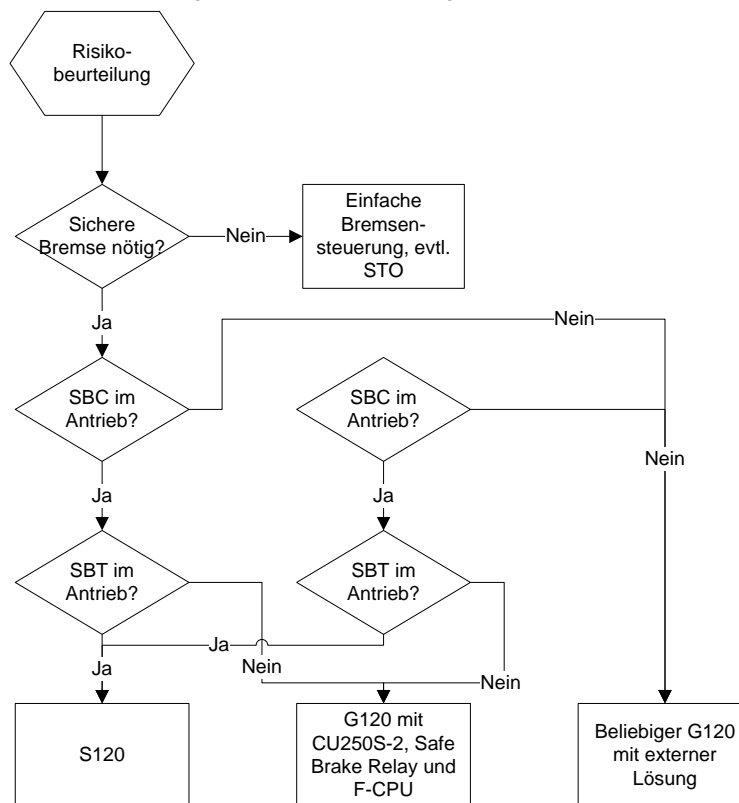 Risiko-
beurteilung
Sichere
Bremse nötig?
Nein
Einfache
Bremsen-
steuerung, evtl.
STO
Ja
Nein
SBC im
Antrieb?
SBC im
Antrieb?
Nein
Ja
Ja
SBT im
Antrieb?
SBT im
Antrieb?
Ja
Ja
Nein
Nein
S120
G120 mit
CU250S-2, Safe
Brake Relay und
F-CPU
Beliebiger G120
mit externer
Lösung